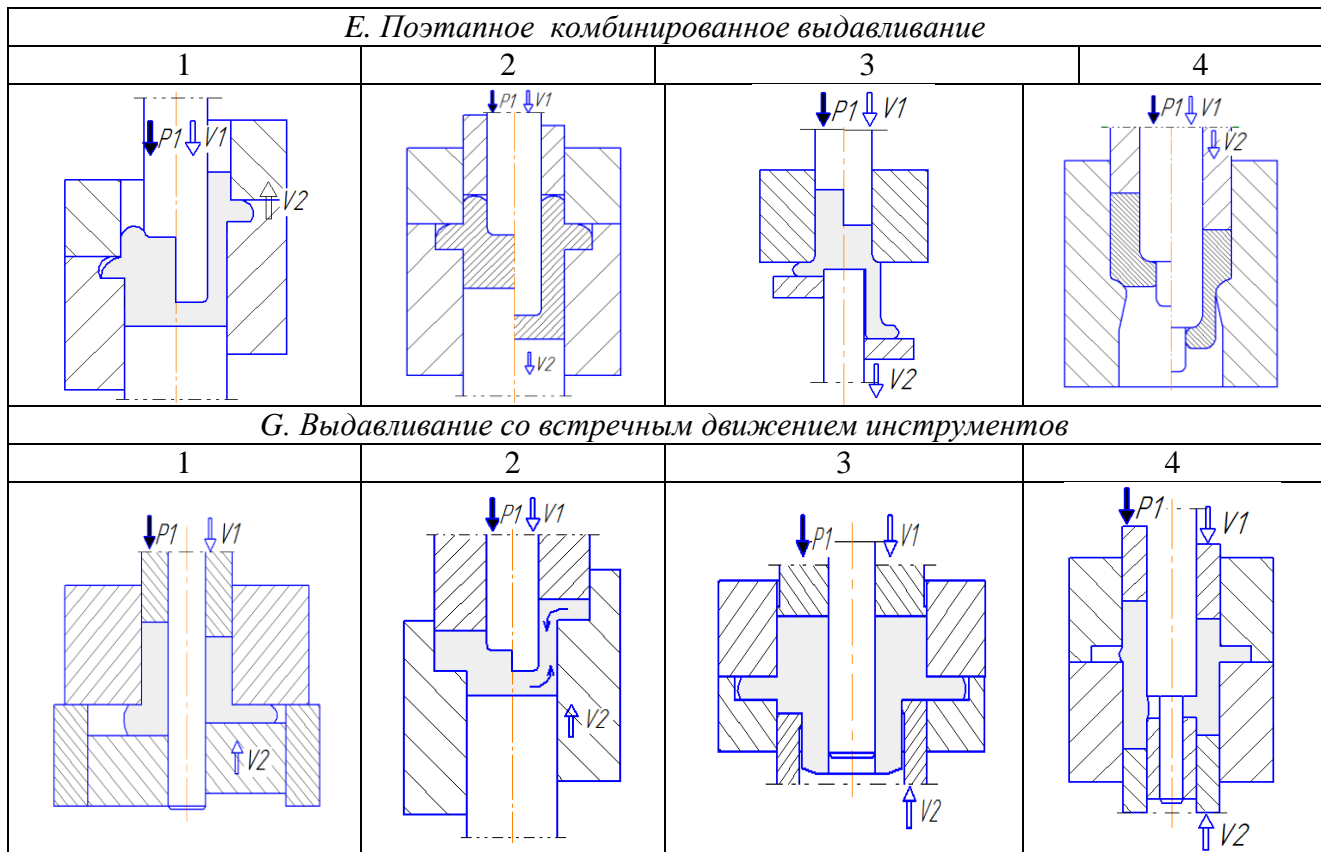 E. Поэтапное комбинированное выдавливание
1 2 3 4
P1 V1 V2
P1 V1 V2
P1 V1 V2
P1 V1 V2
G. Выдавливание со встречным движением инструментов
1 2 3 4
P1 V1 V2
P1 V1 V2
P1 V1 V2
P1 V1 V2